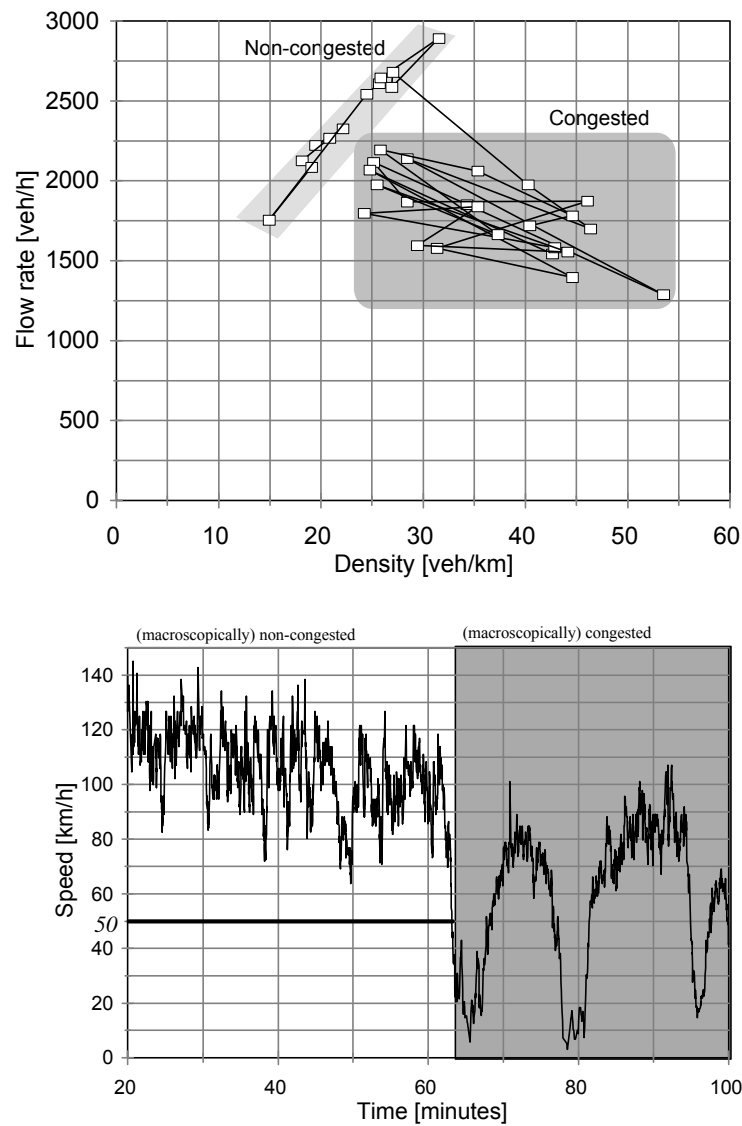 3000
Non-congested
2500
Congested
2000
1500
1000
500
0
Flow rate [veh/h]
0 10 20 30 40 50 60
Density [veh/km]
(macroscopically) non-congested (macroscopically) congested
140
120
100
80
60
50
40
20
0
Speed [km/h]
20 40 60 80 100
Time [minutes]